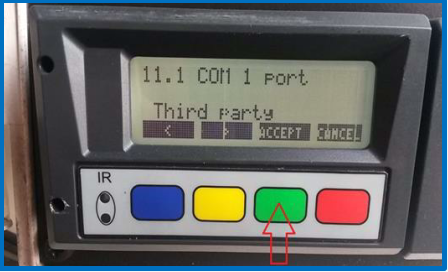 11.1 COM 1 port
Third party
< > ACCEPT CANCEL
IR